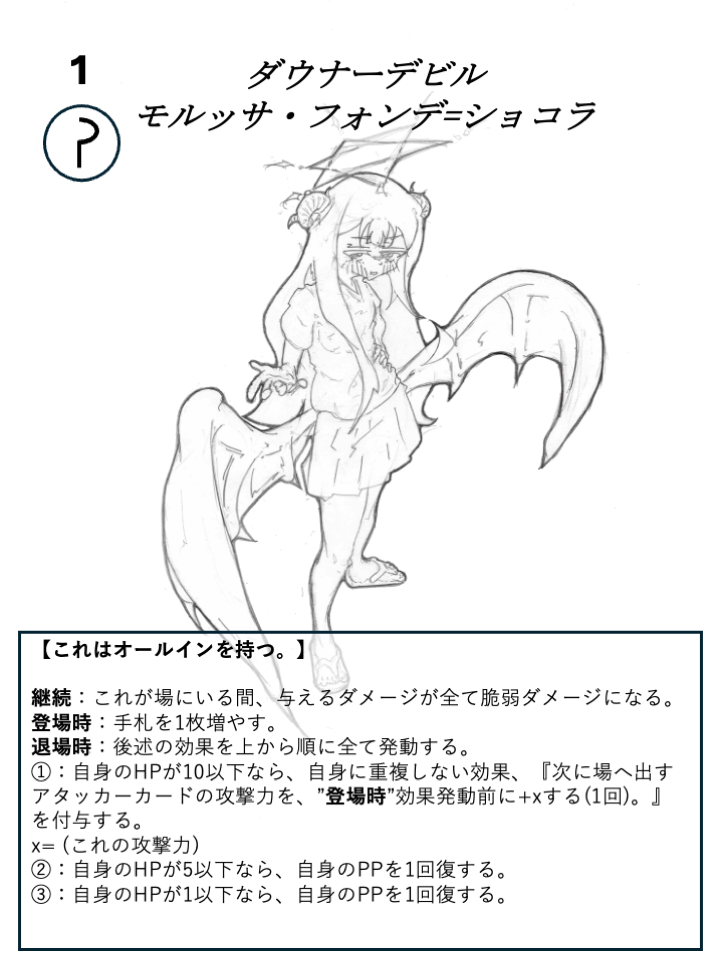 1
ダウナーデビル
モルッサ・フォンデ=ショコラ
P
【これはオールインを持つ。】
継続：これが場にいる間、与えるダメージが全て脆弱ダメージになる。
登場時：手札を1枚増やす。
退場時：後述の効果を上から順に全て発動する。
①：自身のHPが10以下なら、自身に重複しない効果、『次に場へ出す
アタッカーカードの攻撃力を、”登場時”効果発動前に+xする(1回)。』
を付与する。
x= (これの攻撃力)
②：自身のHPが5以下なら、自身のPPを1回復する。
③：自身のHPが1以下なら、自身のPPを1回復する。